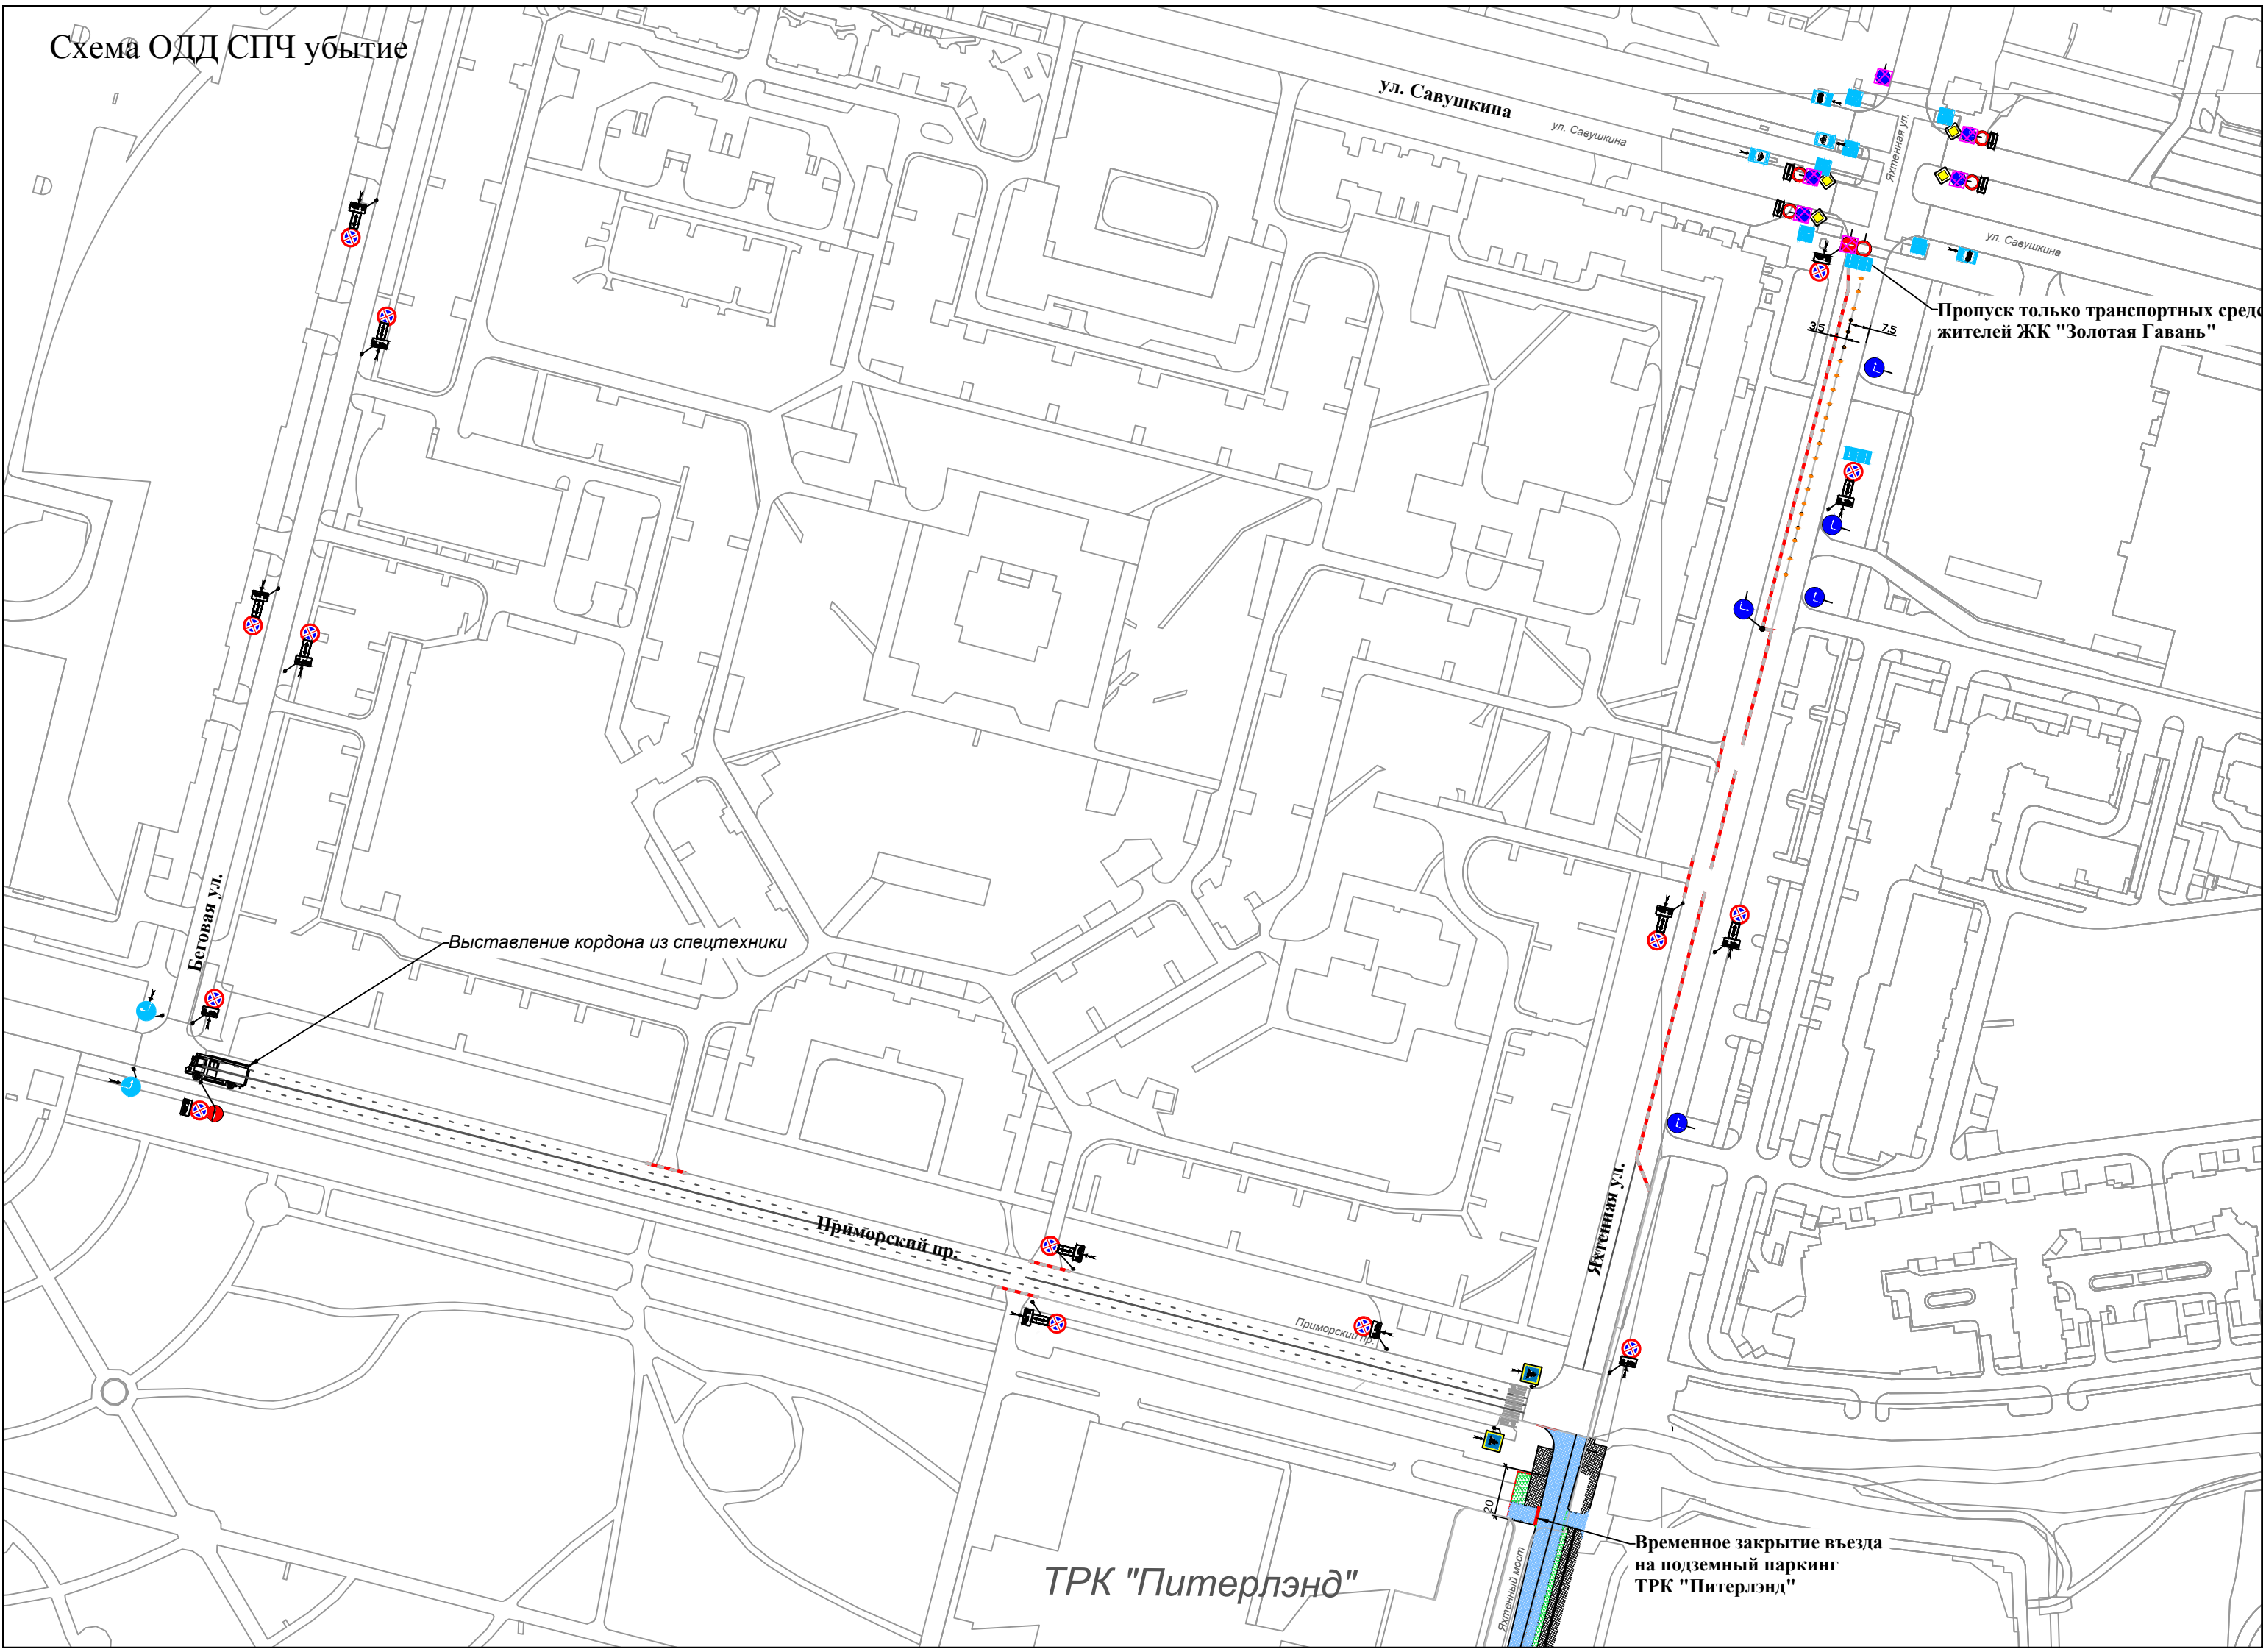 Схема ОДД СПЧ убытие
ул. Савушкина
ул. Савушкина
Яхтенная ул.
ул. Савушкина
Пропуск только транспортных средс
жителей ЖК "Золотая Гавань"
3,5
7,5
Беговая ул.
Выставление кордона из спецтехники
Приморский пр.
Приморский пр.
Яхтенная ул.
20
Временное закрытие въезда
на подземный паркинг
ТРК "Питерлэнд"
ТРК "Питерлэнд"
Яхтенный мост